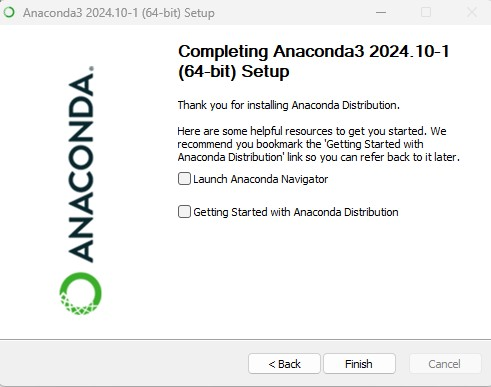 Anaconda3 2024.10-1 (64-bit) Setup
Completing Anaconda3 2024.10-1
(64-bit) Setup
Thank you for installing Anaconda Distribution.
Here are some helpful resources to get you started. We
recommend you bookmark the 'Getting Started with
Anaconda Distribution' link so you can refer back to it later.
Launch Anaconda Navigator
Getting Started with Anaconda Distribution
ANACONDA.
< Back
Finish
Cancel